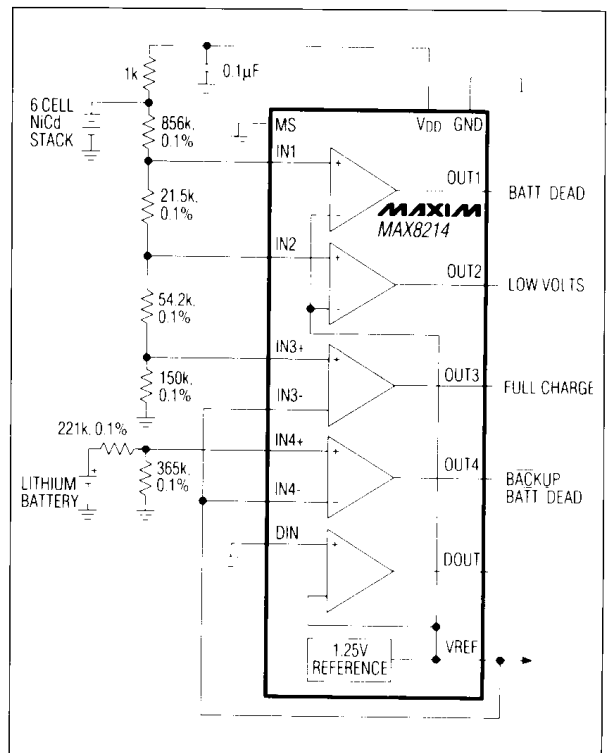 1k
0.1µF
6 CELL
NiCd
STACK
856k,
0.1%
MS
VDD
GND
IN1
OUT1
BATT DEAD
21.5k,
0.1%
MAXIM
MAX8214
IN2
OUT2
LOW VOLTS
54.2k,
0.1%
IN3+
OUT3
FULL CHARGE
150k,
0.1%
IN3-
221k, 0.1%
IN4+
OUT4
BACKUP
BATT DEAD
LITHIUM
BATTERY
365k,
0.1%
IN4-
DIN
DOUT
1.25V
REFERENCE
VREF